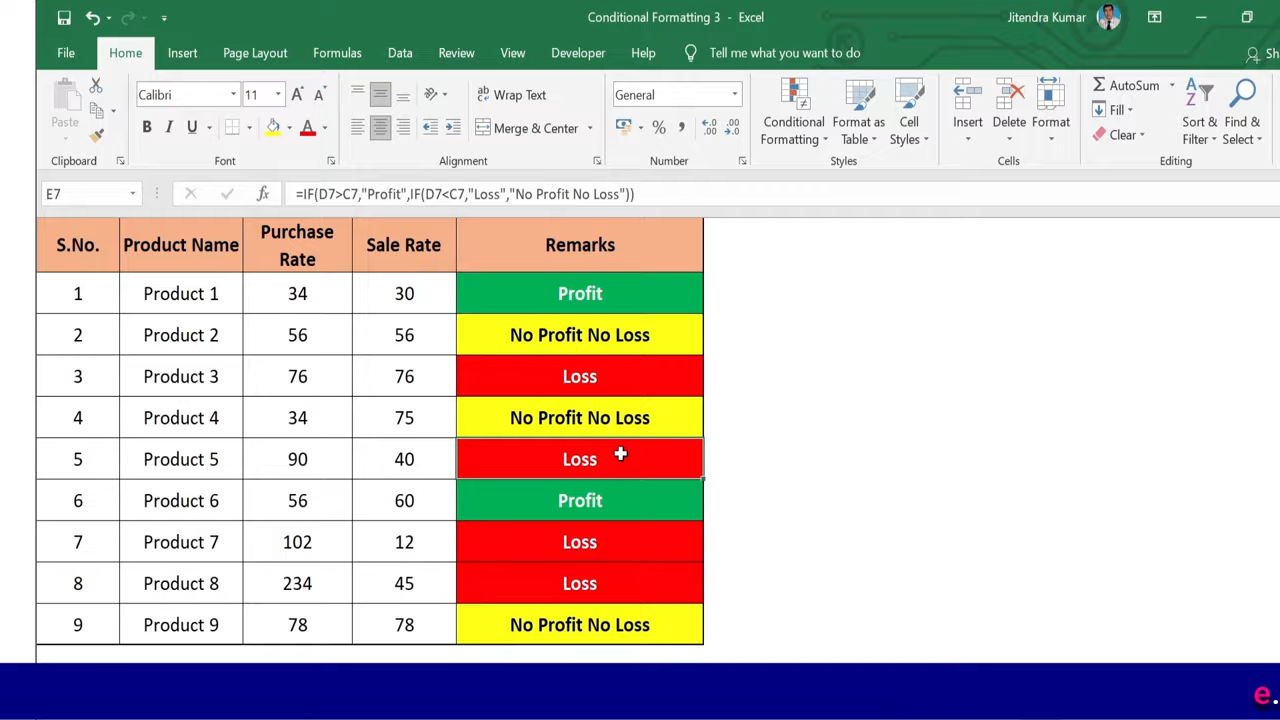 Conditional Formatting 3 - Excel
Jitendra Kumar
File Home Insert Page Layout Formulas Data Review View Developer Help Tell me what you want to do Sh
Paste
Clipboard
Calibri 11 A A
B I U A
Font
ab Wrap Text
Merge & Center
Alignment
General
% , .0 .00 .00 .0
Number
Conditional Formatting
Format as Table
Cell Styles
Styles
Insert Delete Format
Cells
AutoSum
Fill
Clear
Sort & Filter
Find & Select
Editing
E7 fx =IF(D7>C7,"Profit",IF(D7<C7,"Loss","No Profit No Loss"))
S.No. Product Name Purchase Rate Sale Rate Remarks
1 Product 1 34 30 Profit
2 Product 2 56 56 No Profit No Loss
3 Product 3 76 76 Loss
4 Product 4 34 75 No Profit No Loss
5 Product 5 90 40 Loss
6 Product 6 56 60 Profit
7 Product 7 102 12 Loss
8 Product 8 234 45 Loss
9 Product 9 78 78 No Profit No Loss
e.